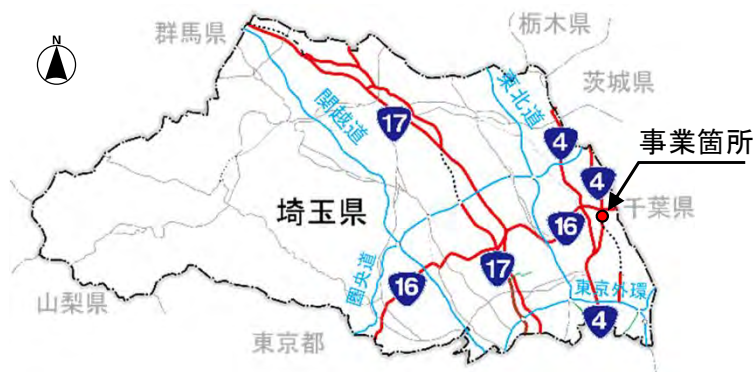 N
群馬県
栃木県
茨城県
関越道
17
東北道
4
事業箇所
4
千葉県
埼玉県
16
圏央道
16
17
東京外環
山梨県
東京都
4